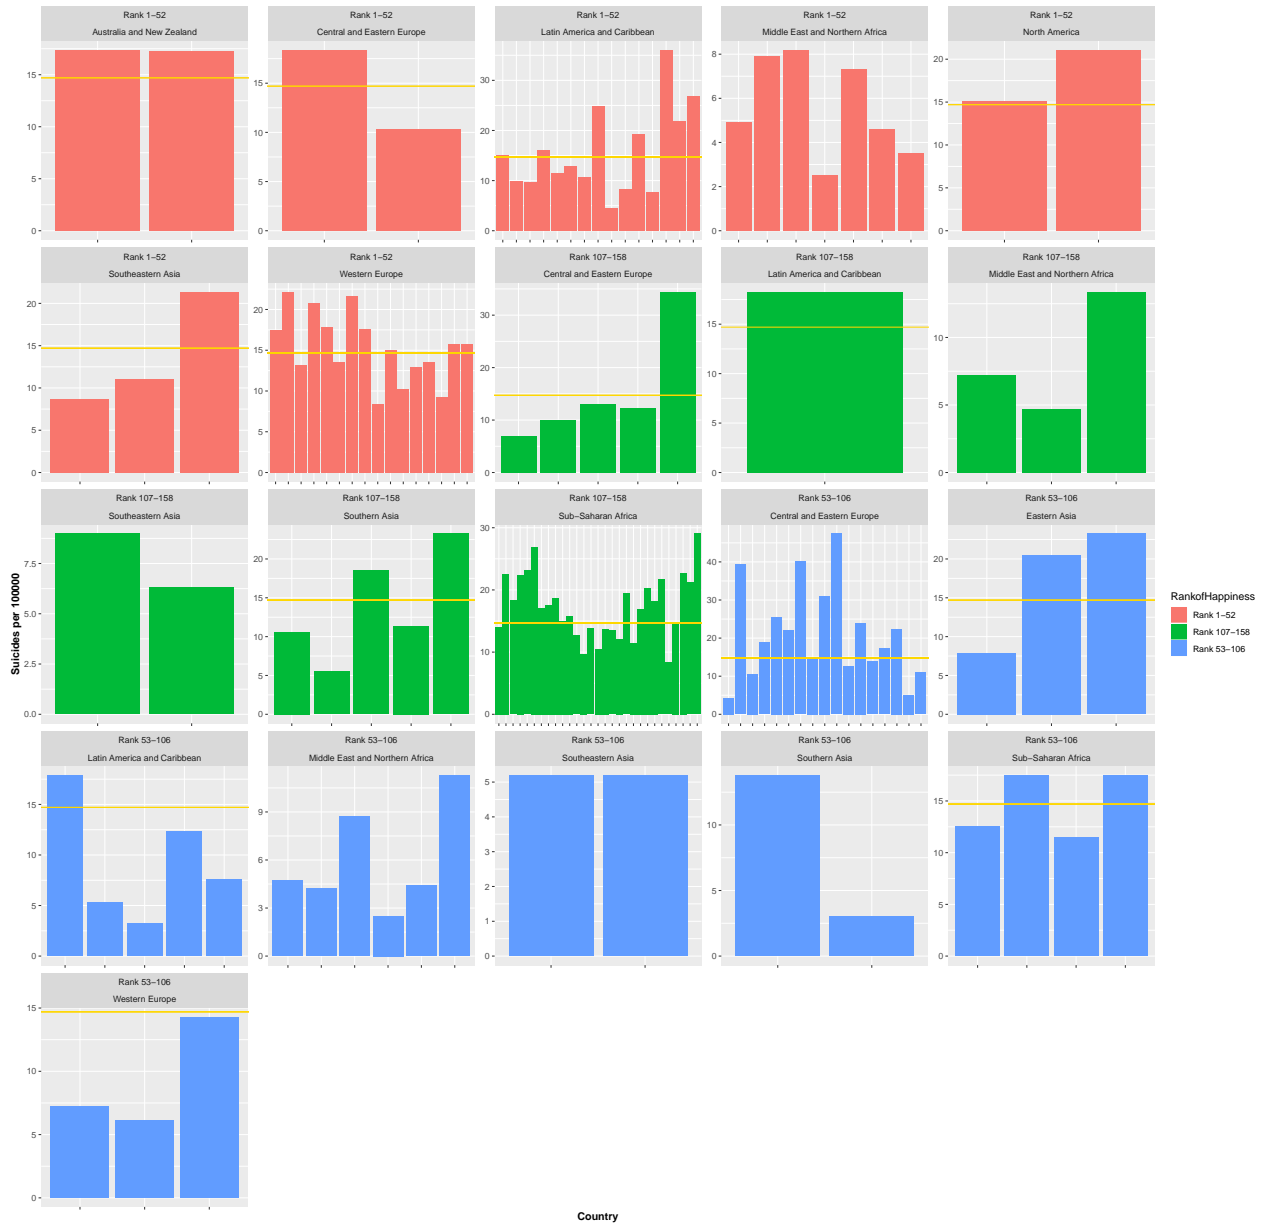 Rank 1–52
Australia and New Zealand
15
10
5
0
Rank 1–52
Central and Eastern Europe
15
10
5
0
Rank 1–52
Latin America and Caribbean
30
20
10
0
Rank 1–52
Middle East and Northern Africa
8
6
4
2
0
Rank 1–52
North America
20
15
10
5
0
Rank 1–52
Southeastern Asia
20
15
10
5
0
Rank 1–52
Western Europe
20
15
10
5
0
Rank 107–158
Central and Eastern Europe
30
20
10
0
Rank 107–158
Latin America and Caribbean
15
10
5
0
Rank 107–158
Middle East and Northern Africa
10
5
0
Rank 107–158
Southeastern Asia
7.5
5.0
2.5
0.0
Rank 107–158
Southern Asia
20
15
10
5
0
Rank 107–158
Sub–Saharan Africa
30
20
10
0
Rank 53–106
Central and Eastern Europe
40
30
20
10
0
Rank 53–106
Eastern Asia
20
15
10
5
0
Rank 53–106
Latin America and Caribbean
15
10
5
0
Rank 53–106
Middle East and Northern Africa
9
6
3
0
Rank 53–106
Southeastern Asia
5
4
3
2
1
0
Rank 53–106
Southern Asia
10
5
0
Rank 53–106
Sub–Saharan Africa
15
10
5
0
Rank 53–106
Western Europe
15
10
5
0
Suicides per 100000
Country
RankofHappiness
Rank 1–52
Rank 107–158
Rank 53–106